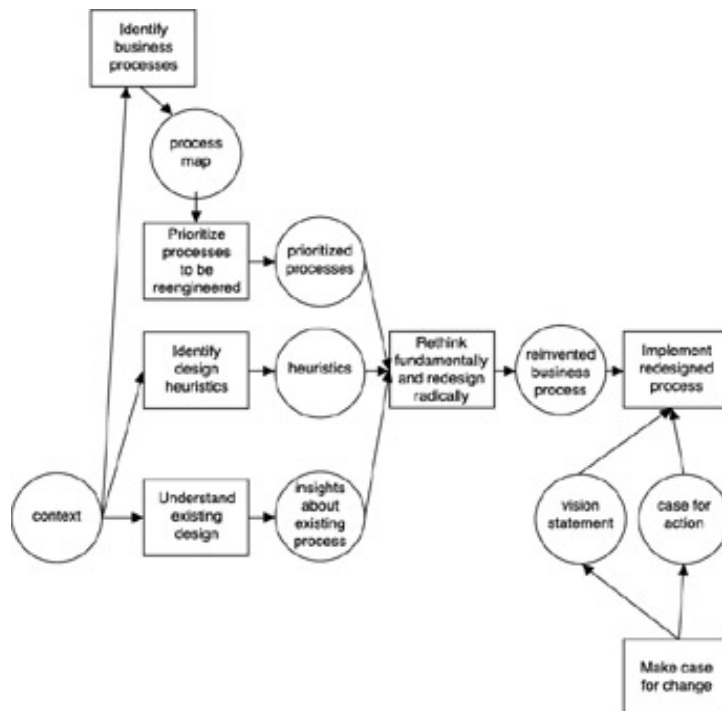 Identify
business
processes
process
map
Prioritize
processes
to be
reengineered
prioritized
processes
Identify
design
heuristics
heuristics
Rethink
fundamentally
and redesign
radically
reinvented
business
process
Implement
redesigned
process
context
Understand
existing
design
insights
about
existing
process
vision
statement
case for
action
Make case
for change